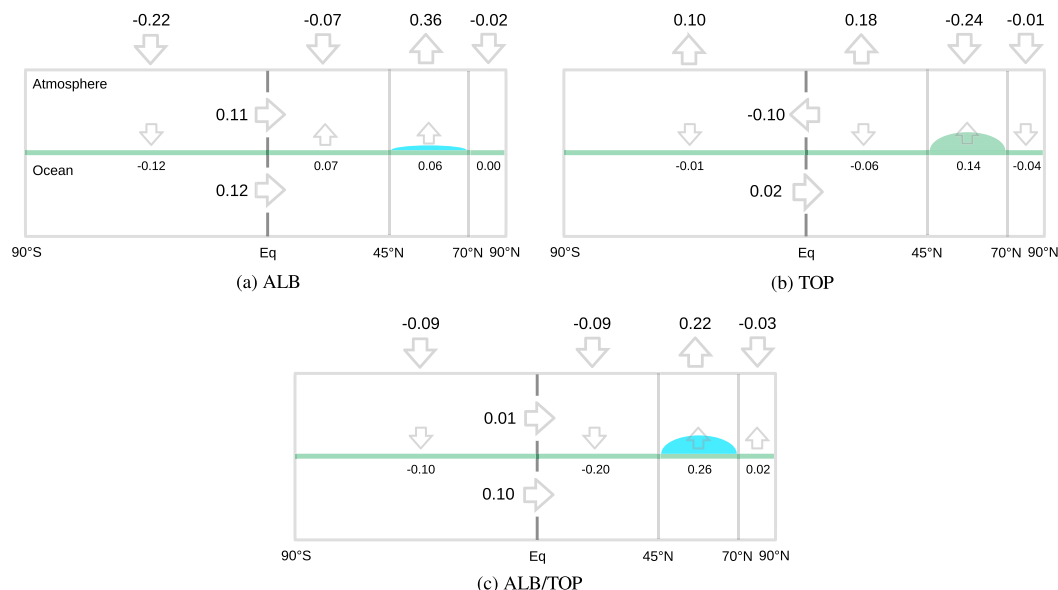 -0.22 -0.07 0.36 -0.02
Atmosphere
0.11
-0.12 0.07 0.06 0.00
Ocean
0.12
90°S Eq 45°N 70°N 90°N
(a) ALB
0.10 0.18 -0.24 -0.01
-0.10
-0.01 -0.06 0.14 -0.04
0.02
90°S Eq 45°N 70°N 90°N
(b) TOP
-0.09 -0.09 0.22 -0.03
0.01
-0.10 -0.20 0.26 0.02
0.10
90°S Eq 45°N 70°N 90°N
(c) ALB/TOP